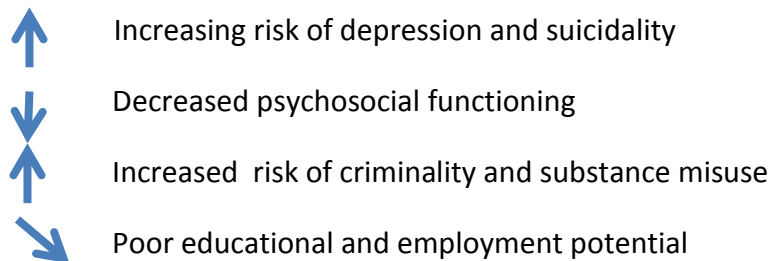 Increasing risk of depression and suicidality
Decreased psychosocial functioning
Increased  risk of criminality and substance misuse
Poor educational and employment potential